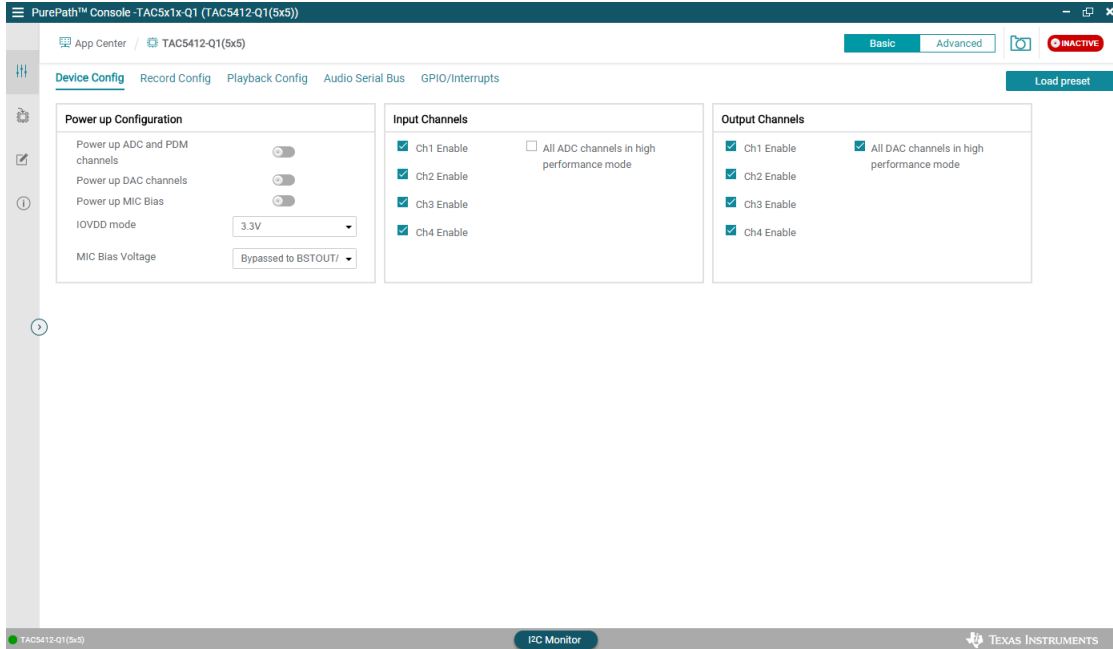 PurePath™ Console -TAC5x1x-Q1 (TAC5412-Q1(5x5))
App Center / TAC5412-Q1(5x5)
Basic
Advanced
INACTIVE
Device Config
Record Config
Playback Config
Audio Serial Bus
GPIO/Interrupts
Load preset
Power up Configuration
Power up ADC and PDM
channels
Power up DAC channels
Power up MIC Bias
IOVDD mode
3.3V
MIC Bias Voltage
Bypassed to BSTOUT/
Input Channels
Ch1 Enable
Ch2 Enable
Ch3 Enable
Ch4 Enable
All ADC channels in high
performance mode
Output Channels
Ch1 Enable
Ch2 Enable
Ch3 Enable
Ch4 Enable
All DAC channels in high
performance mode
TAC5412-Q1(5x5)
I²C Monitor
TEXAS INSTRUMENTS